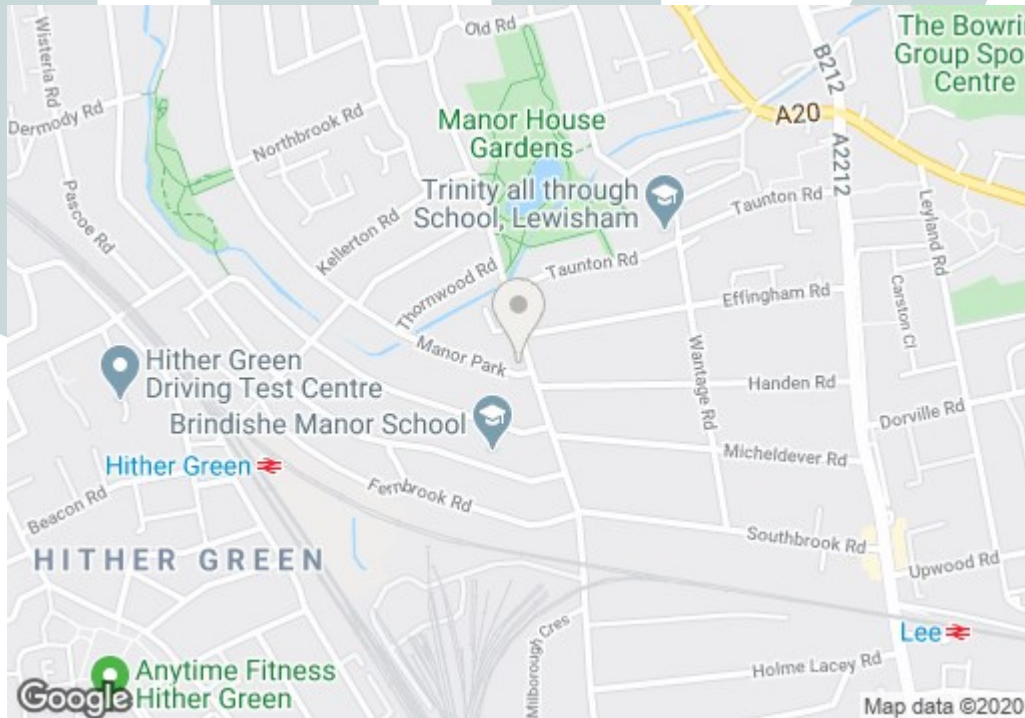 Wisteria Rd
Old Rd
The Bowri
Group Spo
Centre
B212
A20
Dermody Rd
Northbrook Rd
Manor House
Gardens
A2212
Trinity all through
School, Lewisham
Taunton Rd
Leyland Rd
Pascoe Rd
Kellerton Rd
Thornwood Rd
Taunton Rd
Effingham Rd
Carston Cl
Manor Park
Wantage Rd
Hither Green
Driving Test Centre
Handen Rd
Brindishe Manor School
Dorville Rd
Micheldever Rd
Hither Green
Fernbrook Rd
Beacon Rd
Southbrook Rd
HITHER GREEN
Upwood Rd
Milborough Cres
Lee
Holme Lacey Rd
Anytime Fitness
Hither Green
Google
Map data ©2020